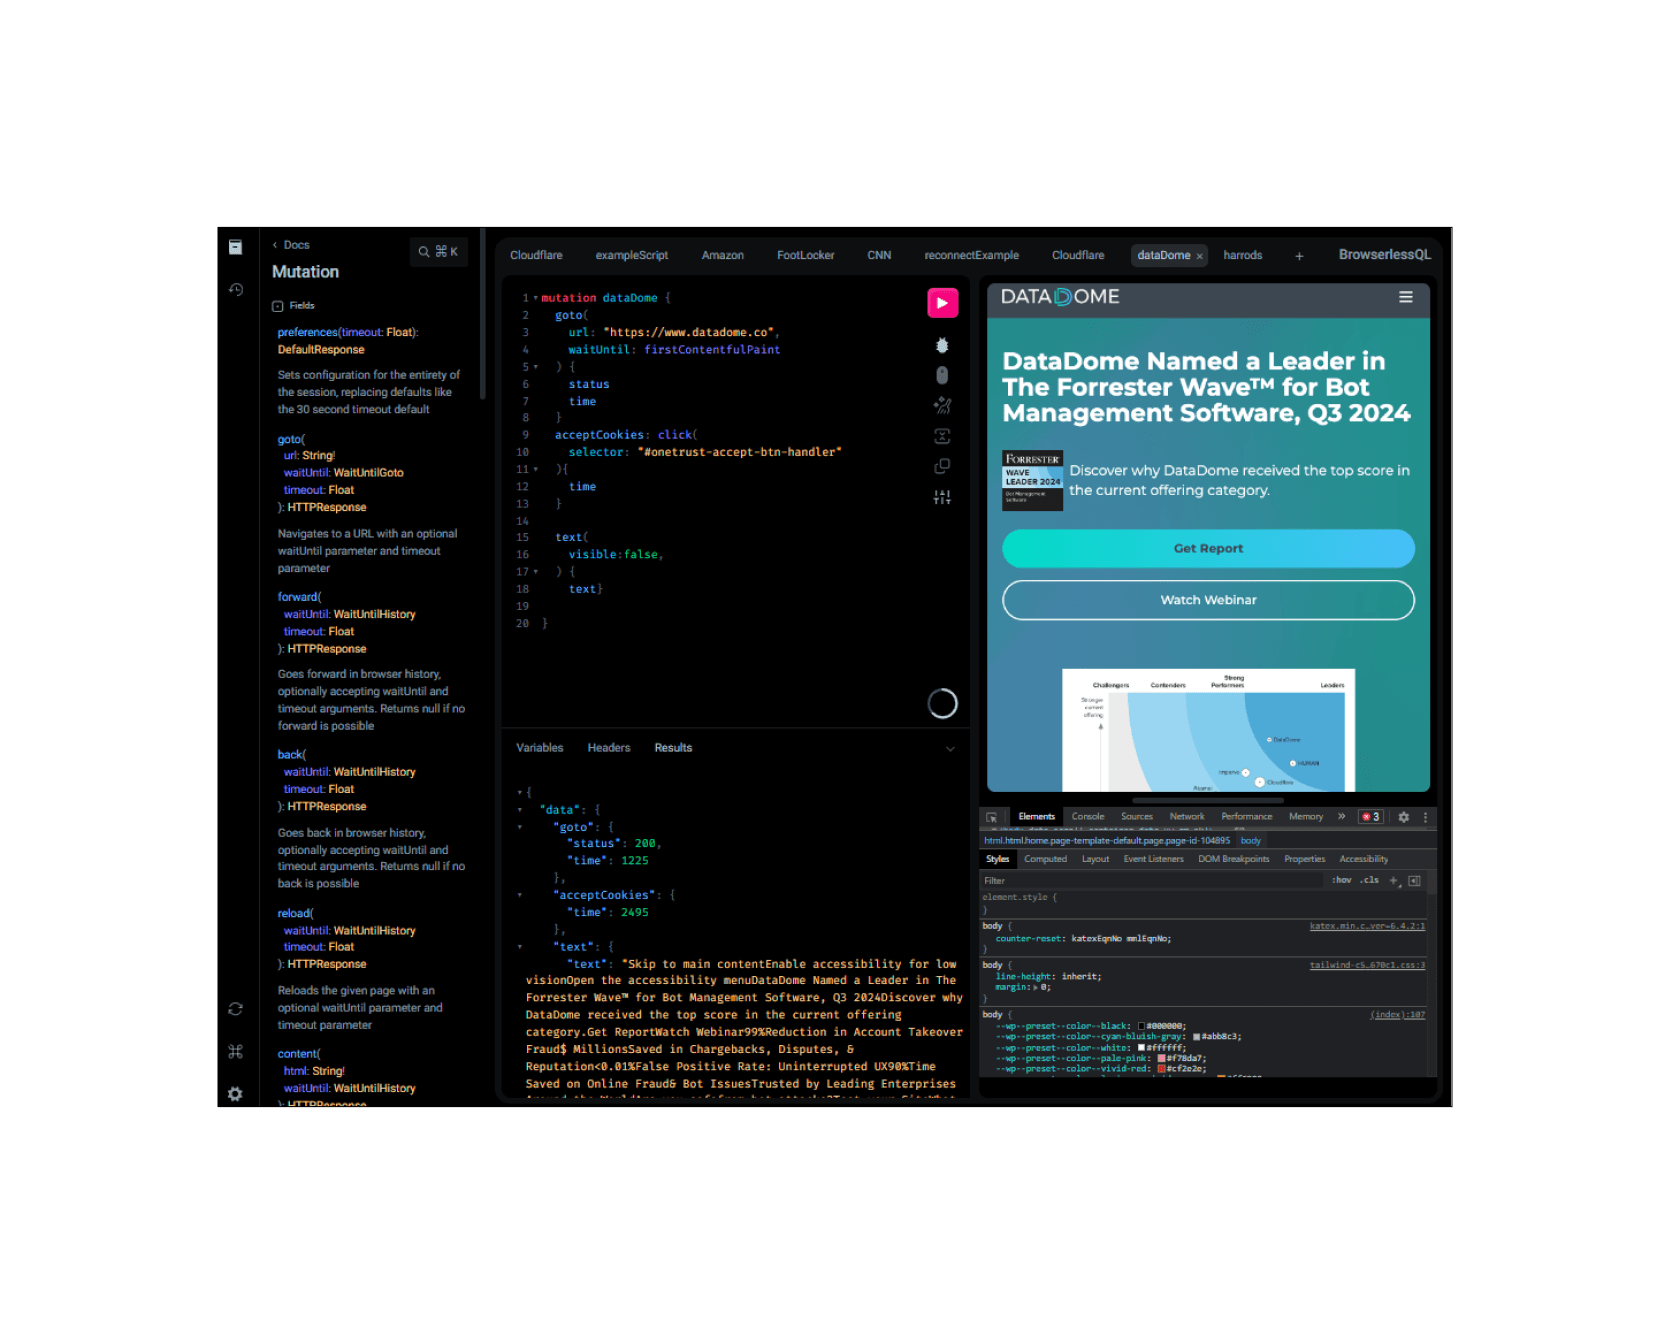 ‹ Docs
⌘ K
Mutation
Fields
preferences(timeout: Float):
DefaultResponse
Sets configuration for the entirety of
the session, replacing defaults like
the 30 second timeout default
goto(
url: String!
waitUntil: WaitUntilGoto
timeout: Float
): HTTPResponse
Navigates to a URL with an optional
waitUntil parameter and timeout
parameter
forward(
waitUntil: WaitUntilHistory
timeout: Float
): HTTPResponse
Goes forward in browser history,
optionally accepting waitUntil and
timeout arguments. Returns null if no
forward is possible
back(
waitUntil: WaitUntilHistory
timeout: Float
): HTTPResponse
Goes back in browser history,
optionally accepting waitUntil and
timeout arguments. Returns null if no
back is possible
reload(
waitUntil: WaitUntilHistory
timeout: Float
): HTTPResponse
Reloads the given page with an
optional waitUntil parameter and
timeout parameter
content(
html: String!
waitUntil: WaitUntilHistory
): HTTPResponse
Cloudflare exampleScript Amazon FootLocker CNN reconnectExample Cloudflare dataDome × harrods + BrowserlessQL
1 mutation dataDome {
2 goto(
3 url: "https://www.datadome.co",
4 waitUntil: firstContentfulPaint
5 ) {
6 status
7 time
8 }
9 acceptCookies: click(
10 selector: "#onetrust-accept-btn-handler"
11 ){
12 time
13 }
14
15 text(
16 visible:false,
17 ) {
18 text}
19
20 }
Variables Headers Results
{
"data": {
"goto": {
"status": 200,
"time": 1225
},
"acceptCookies": {
"time": 2495
},
"text": {
"text": "Skip to main contentEnable accessibility for low
visionOpen the accessibility menuDataDome Named a Leader in The
Forrester Wave™ for Bot Management Software, Q3 2024Discover why
DataDome received the top score in the current offering
category.Get ReportWatch Webinar99%Reduction in Account Takeover
Fraud$ MillionsSaved in Chargebacks, Disputes, &
Reputation<0.01%False Positive Rate: Uninterrupted UX90%Time
Saved on Online Fraud& Bot IssuesTrusted by Leading Enterprises
DATADOME
DataDome Named a Leader in
The Forrester Wave™ for Bot
Management Software, Q3 2024
FORRESTER
WAVE
LEADER 2024
Bot Management
Software
Discover why DataDome received the top score in
the current offering category.
Get Report
Watch Webinar
Challengers Contenders Strong Performers Leaders
Stronger
current
offering
DataDome
HUMAN
Imperva
Cloudflare
Akamai
Elements Console Sources Network Performance Memory » 3
html.html.home.page-template-default.page.page-id-104895 body
Styles Computed Layout Event Listeners DOM Breakpoints Properties Accessibility
Filter :hov .cls +
element.style {
}
body { katex.min.c…ver=6.4.2:1
counter-reset: katexEqnNo mmlEqnNo;
}
body { tailwind-c5…670c1.css:3
line-height: inherit;
margin: 0;
}
body { (index):107
--wp--preset--color--black: #000000;
--wp--preset--color--cyan-bluish-gray: #abb8c3;
--wp--preset--color--white: #ffffff;
--wp--preset--color--pale-pink: #f78da7;
--wp--preset--color--vivid-red: #cf2e2e;